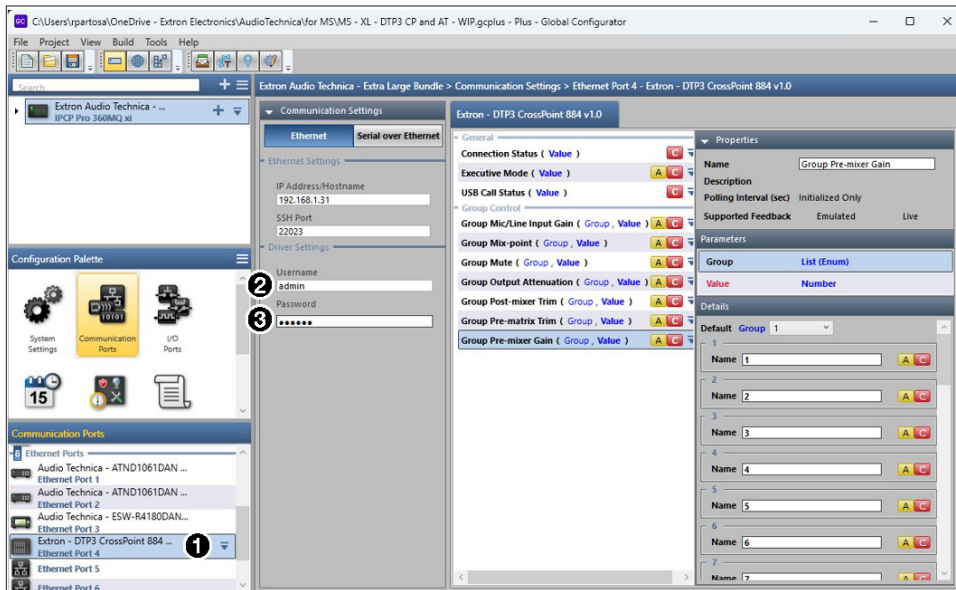 GC C:\Users\rpartosa\OneDrive - Extron Electronics\AudioTechnica\for MS\MS - XL - DTP3 CP and AT - WIP.gcplus - Plus - Global Configurator
File Project View Build Tools Help
Search
Extron Audio Technica - ...
IPCP Pro 360MQ xi
Configuration Palette
System Settings
Communication Ports
I/O Ports
15
Communication Ports
8 Ethernet Ports
Audio Technica - ATND1061DAN ...
Ethernet Port 1
Audio Technica - ATND1061DAN ...
Ethernet Port 2
Audio Technica - ESW-R4180DAN...
Ethernet Port 3
Extron - DTP3 CrossPoint 884 ...
Ethernet Port 4
1
Ethernet Port 5
Ethernet Port 6
Extron Audio Technica - Extra Large Bundle > Communication Settings > Ethernet Port 4 - Extron - DTP3 CrossPoint 884 v1.0
Communication Settings
Ethernet Serial over Ethernet
Ethernet Settings
IP Address/Hostname
192.168.1.31
SSH Port
22023
Driver Settings
Username
2 admin
Password
3 ••••••
Extron - DTP3 CrossPoint 884 v1.0
General
Connection Status ( Value ) C
Executive Mode ( Value ) A C
USB Call Status ( Value ) C
Group Control
Group Mic/Line Input Gain ( Group , Value ) A C
Group Mix-point ( Group , Value ) A C
Group Mute ( Group , Value ) A C
Group Output Attenuation ( Group , Value ) A C
Group Post-mixer Trim ( Group , Value ) A C
Group Pre-matrix Trim ( Group , Value ) A C
Group Pre-mixer Gain ( Group , Value ) A C
Properties
Name Group Pre-mixer Gain
Description
Polling Interval (sec) Initialized Only
Supported Feedback Emulated Live
Parameters
Group List (Enum)
Value Number
Details
Default Group 1
1
Name 1 A C
2
Name 2 A C
3
Name 3 A C
4
Name 4 A C
5
Name 5 A C
6
Name 6 A C
7
Name 7 A C